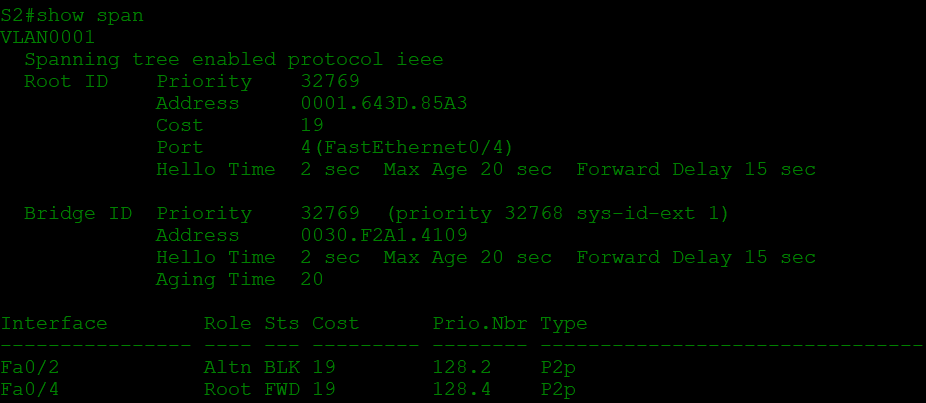 S2#show span
VLAN0001
  Spanning tree enabled protocol ieee
  Root ID    Priority    32769
             Address     0001.643D.85A3
             Cost        19
             Port        4(FastEthernet0/4)
             Hello Time  2 sec  Max Age 20 sec  Forward Delay 15 sec

  Bridge ID  Priority    32769  (priority 32768 sys-id-ext 1)
             Address     0030.F2A1.4109
             Hello Time  2 sec  Max Age 20 sec  Forward Delay 15 sec
             Aging Time  20

Interface        Role Sts Cost      Prio.Nbr Type
---------------- ---- --- --------- -------- --------------------------------
Fa0/2            Altn BLK 19        128.2    P2p
Fa0/4            Root FWD 19        128.4    P2p